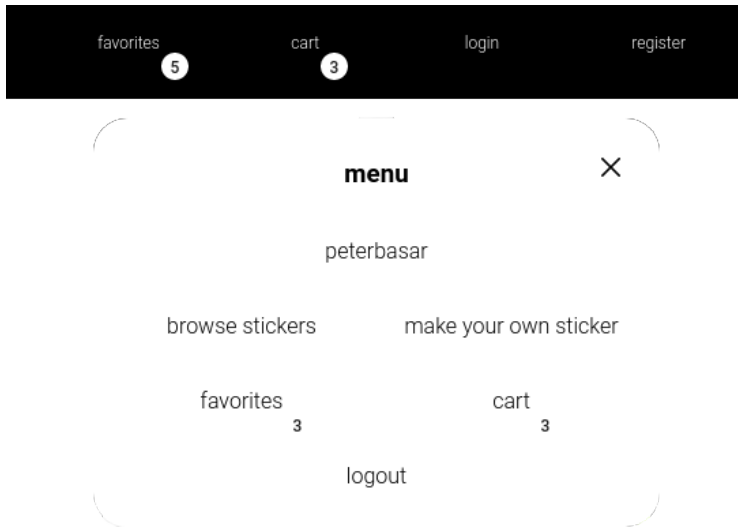 favorites cart login register
5 3
menu
peterbasar
browse stickers make your own sticker
favorites cart
3 3
logout